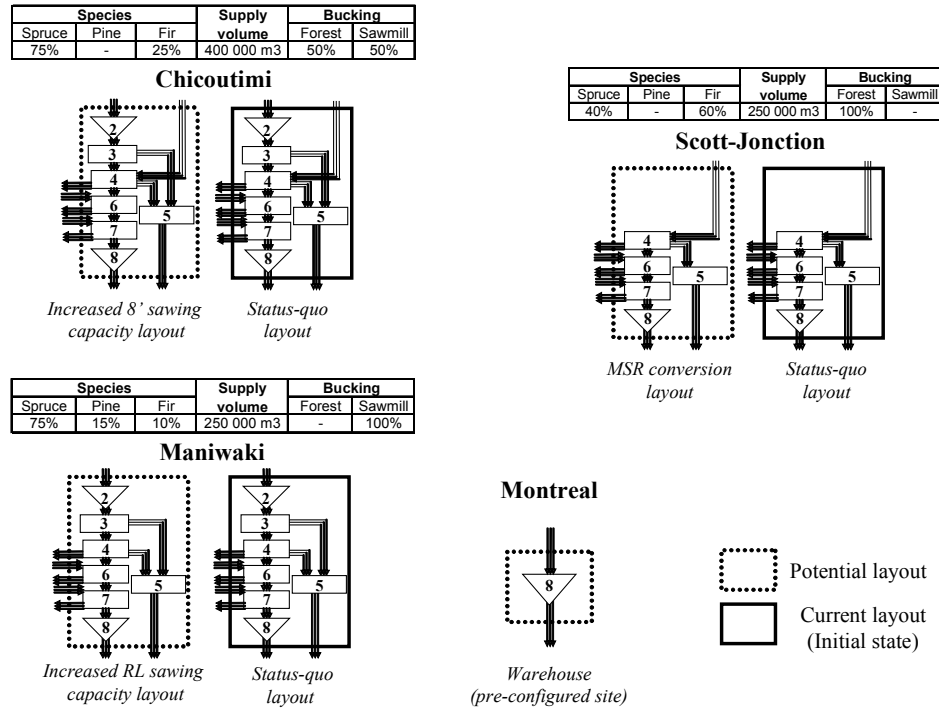 Species Supply volume Bucking
Spruce Pine Fir Forest Sawmill
75% - 25% 400 000 m3 50% 50%
Chicoutimi
2
3
4
6
5
7
8
Increased 8' sawing
capacity layout
2
3
4
6
5
7
8
Status-quo
layout
Species Supply volume Bucking
Spruce Pine Fir Forest Sawmill
40% - 60% 250 000 m3 100% -
Scott-Jonction
4
6
5
7
8
MSR conversion
layout
4
6
5
7
8
Status-quo
layout
Species Supply volume Bucking
Spruce Pine Fir Forest Sawmill
75% 15% 10% 250 000 m3 - 100%
Maniwaki
2
3
4
6
5
7
8
Increased RL sawing
capacity layout
2
3
4
6
5
7
8
Status-quo
layout
Montreal
8
Warehouse
(pre-configured site)
Potential layout
Current layout
(Initial state)